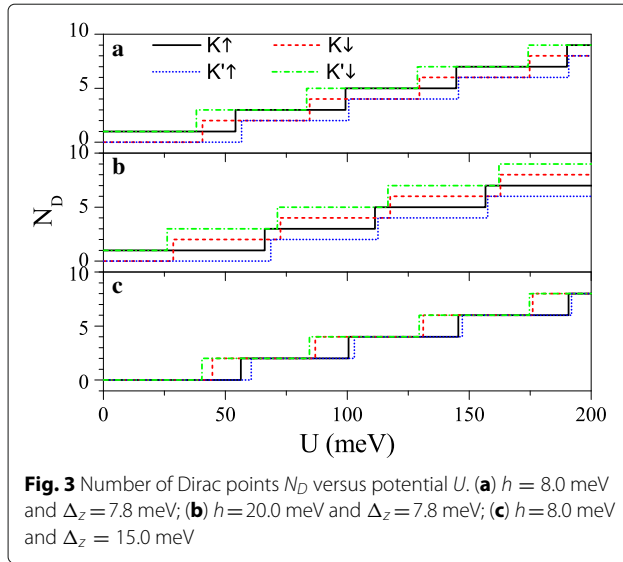 10
a
K↑
K↓
K'↑
K'↓
5
0
10
b
5
0
N_D
10
c
5
0
0
50
100
150
200
U (meV)
Fig. 3 Number of Dirac points N_D versus potential U. (a) h = 8.0 meV
and Δ_z = 7.8 meV; (b) h = 20.0 meV and Δ_z = 7.8 meV; (c) h = 8.0 meV
and Δ_z = 15.0 meV